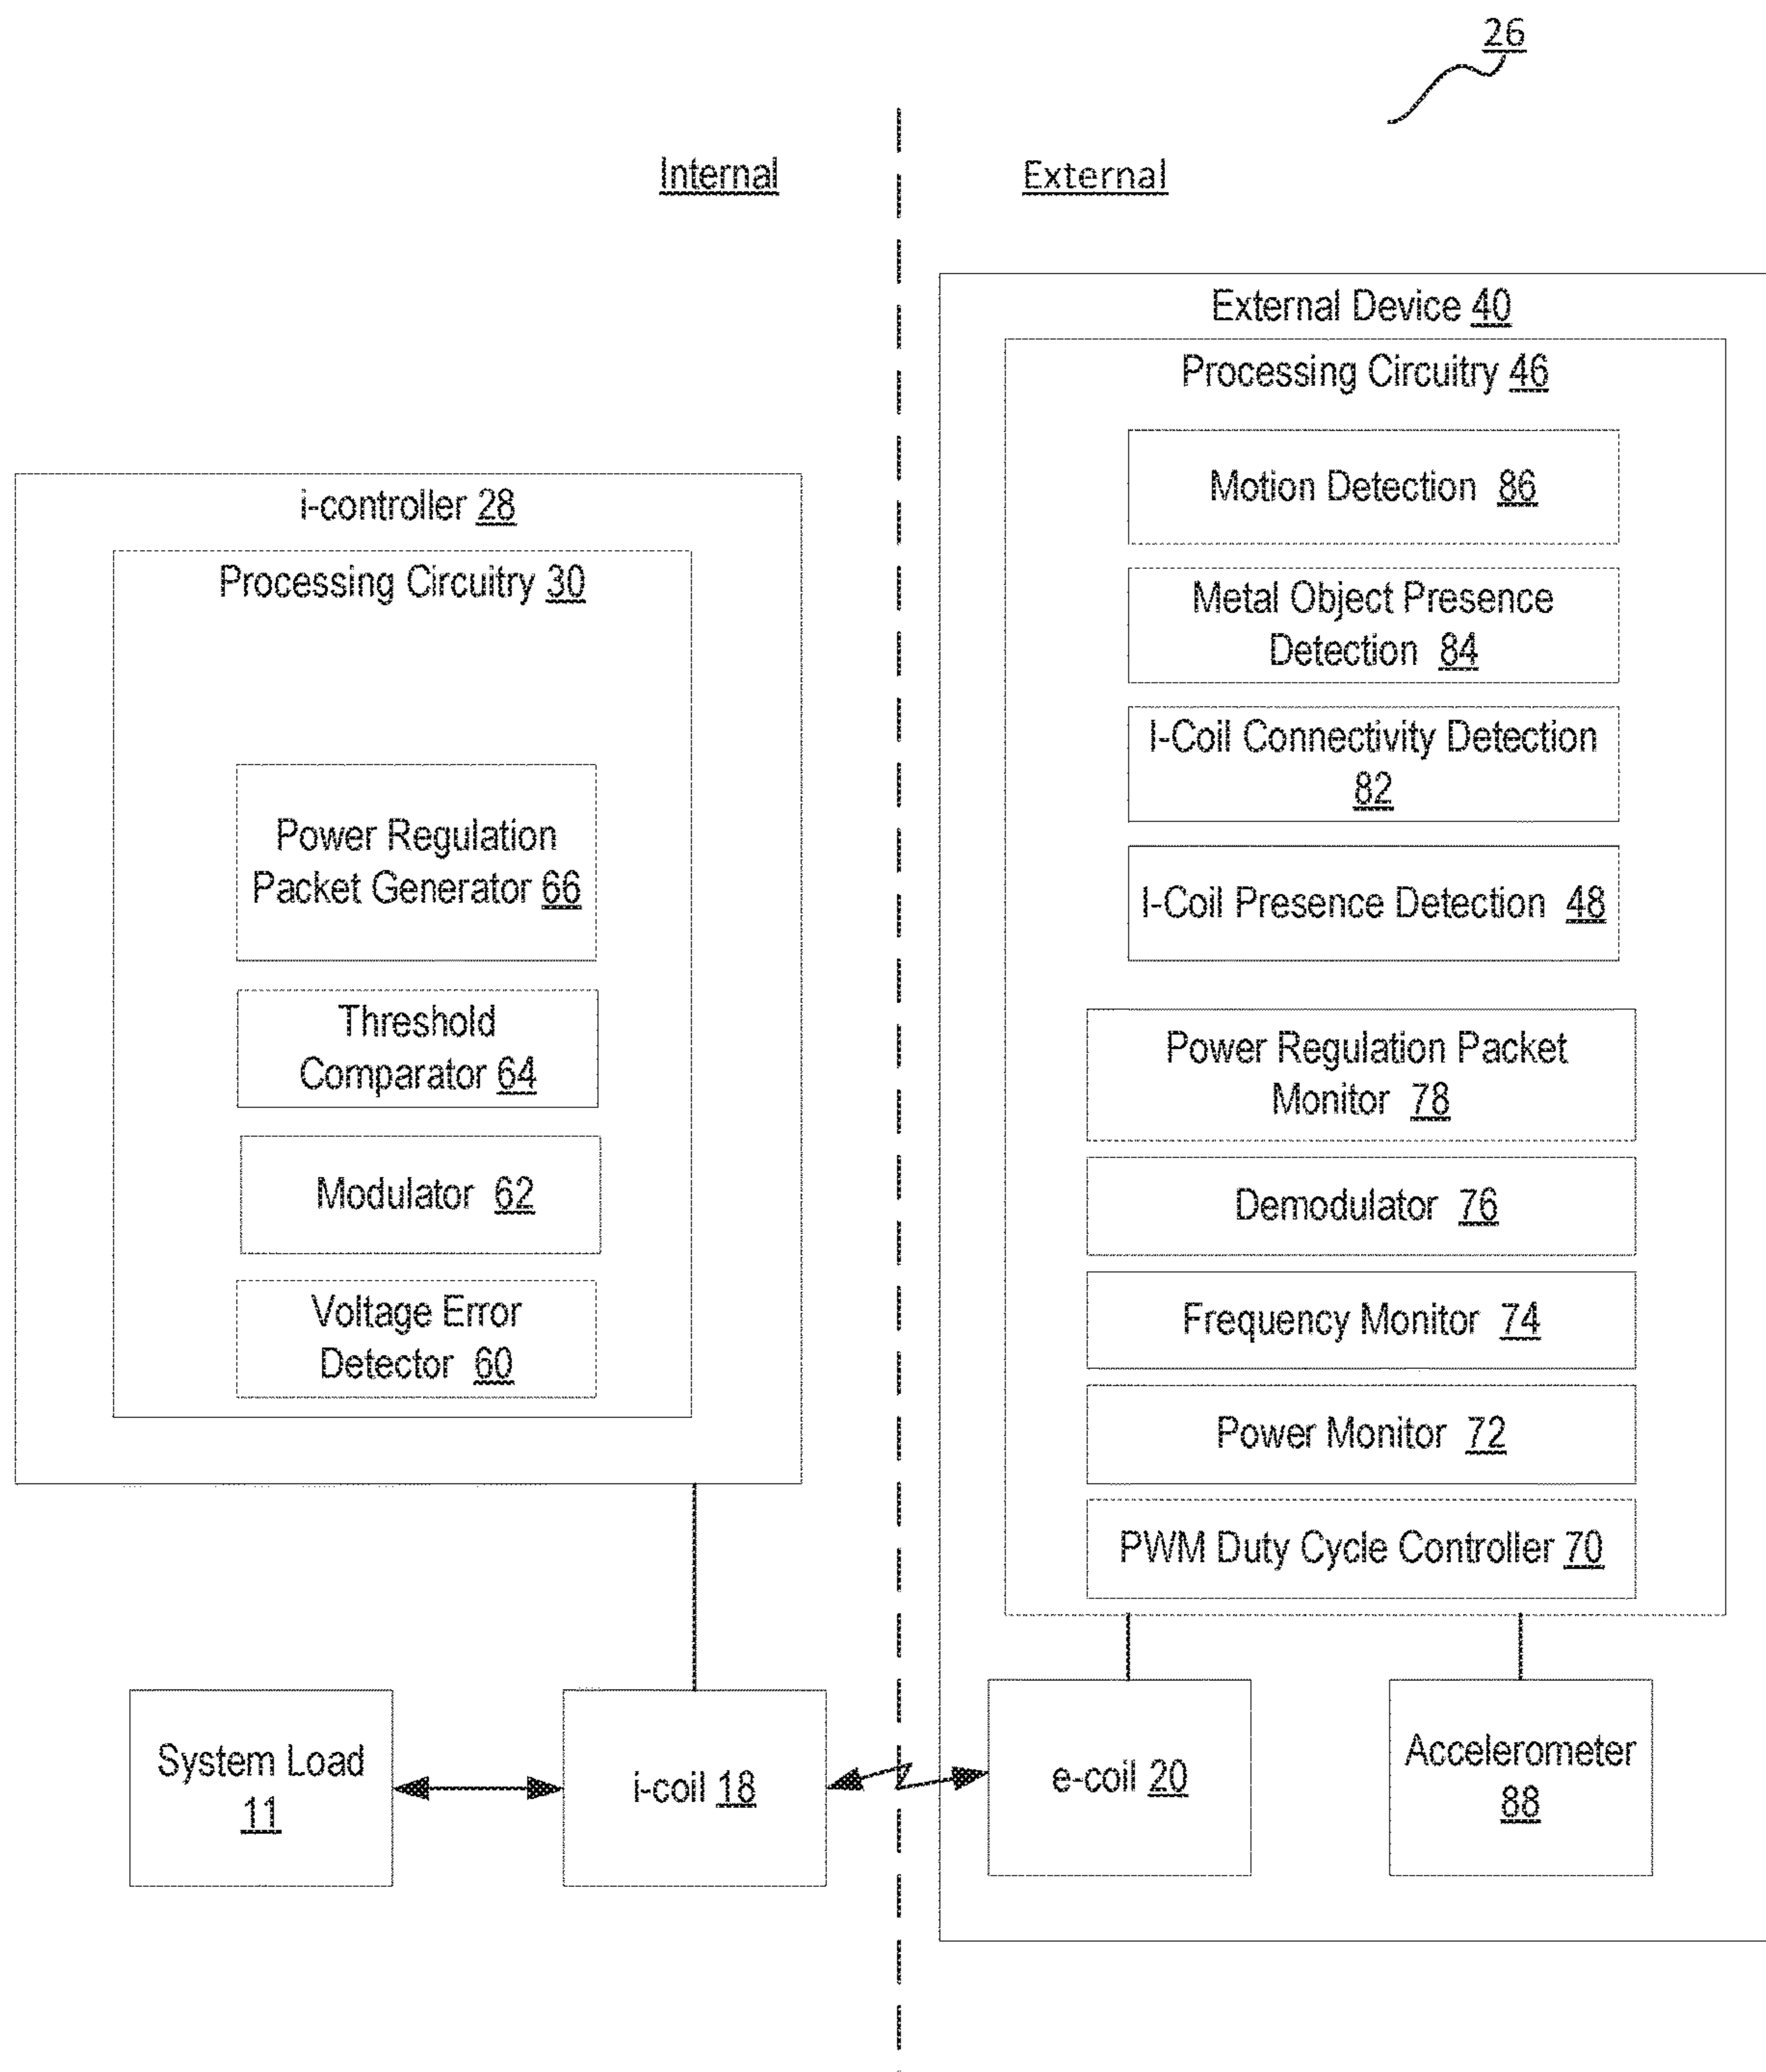 26
Internal
External
External Device 40
Processing Circuitry 46
Motion Detection 86
Metal Object Presence
Detection 84
I-Coil Connectivity Detection
82
I-Coil Presence Detection 48
Power Regulation Packet
Monitor 78
Demodulator 76
Frequency Monitor 74
Power Monitor 72
PWM Duty Cycle Controller 70
i-controller 28
Processing Circuitry 30
Power Regulation
Packet Generator 66
Threshold
Comparator 64
Modulator 62
Voltage Error
Detector 60
System Load
11
i-coil 18
e-coil 20
Accelerometer
88